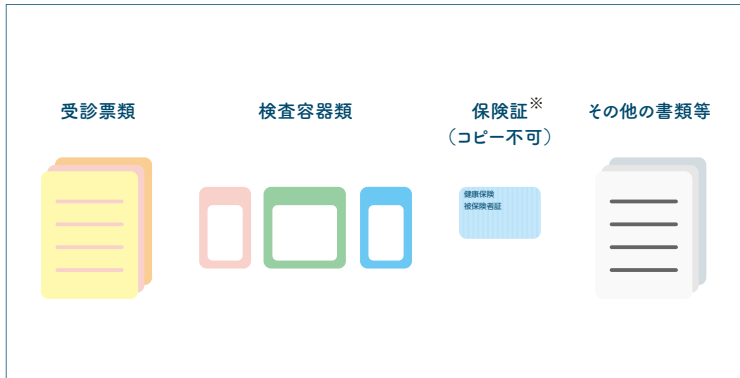 受診票類
検査容器類
保険証※
（コピー不可）
その他の書類等
健康保険
被保険者証